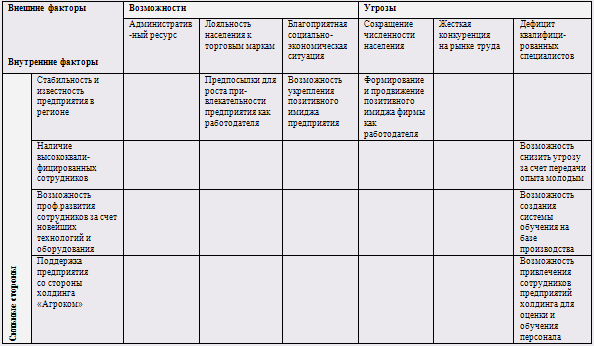 Внешние факторы
Возможности
Угрозы
Внутренние факторы
Административ
-ный ресурс
Лояльность
населения к
торговым маркам
Благоприятная
социально-
экономическая
ситуация
Сокращение
численности
населения
Жесткая
конкуренция
на рынке труда
Дефицит
квалифици-
рованных
специалистов
Сильные стороны
Стабильность и
известность
предприятия в
регионе
Предпосылки для
роста при-
влекательности
предприятия как
работодателя
Возможность
укрепления
позитивного
имиджа
предприятия
Формирование
и продвижение
позитивного
имиджа фирмы
как
работодателя
Наличие
высококвали-
фицированных
сотрудников
Возможность
снизить угрозу
за счет передачи
опыта молодым
Возможность
проф.развития
сотрудников за счет
новейших
технологий и
оборудования
Возможность
создания
системы
обучения на
базе
производства
Поддержка
предприятия
со стороны
холдинга
«Агроком»
Возможность
привлечения
сотрудников
предприятий
холдинга для
оценки и
обучения
персонала